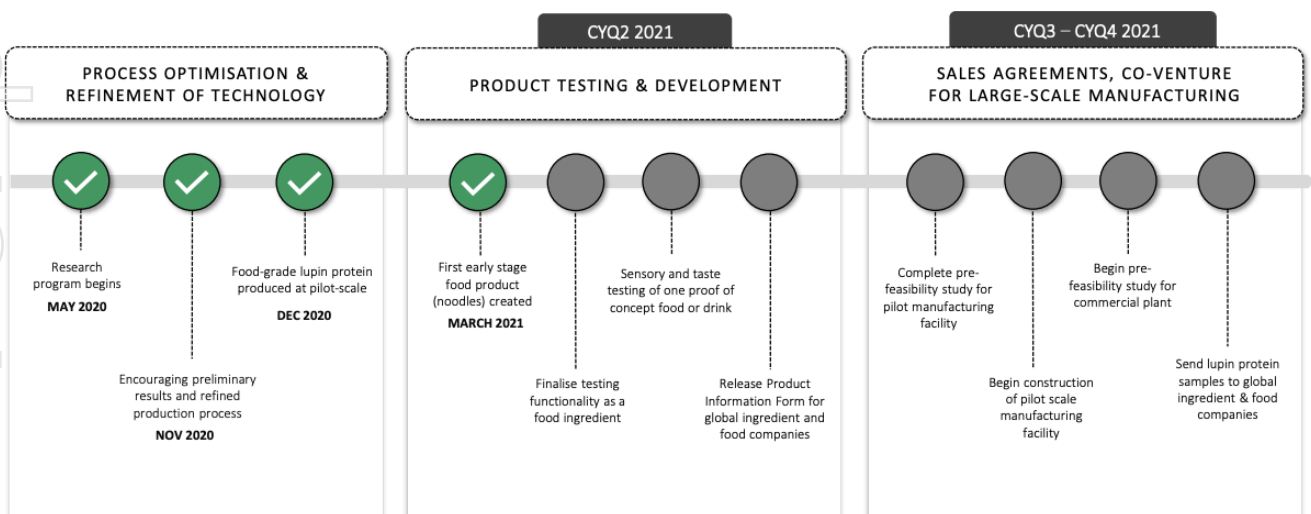 CYQ2 2021
CYQ3 – CYQ4 2021
PROCESS OPTIMISATION &
REFINEMENT OF TECHNOLOGY
PRODUCT TESTING & DEVELOPMENT
SALES AGREEMENTS, CO-VENTURE
FOR LARGE-SCALE MANUFACTURING
Research
program begins
MAY 2020
Encouraging preliminary
results and refined
production process
NOV 2020
Food-grade lupin protein
produced at pilot-scale
DEC 2020
First early stage
food product
(noodles) created
MARCH 2021
Finalise testing
functionality as a
food ingredient
Sensory and taste
testing of one proof of
concept food or drink
Release Product
Information Form for
global ingredient and
food companies
Complete pre-
feasibility study for
pilot manufacturing
facility
Begin construction
of pilot scale
manufacturing
facility
Begin pre-
feasibility study for
commercial plant
Send lupin protein
samples to global
ingredient & food
companies